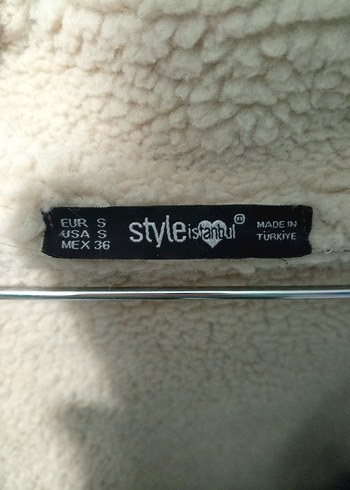 EUR S
USA S
MEX 36
style istanbul
MADE IN
TÜRKİYE